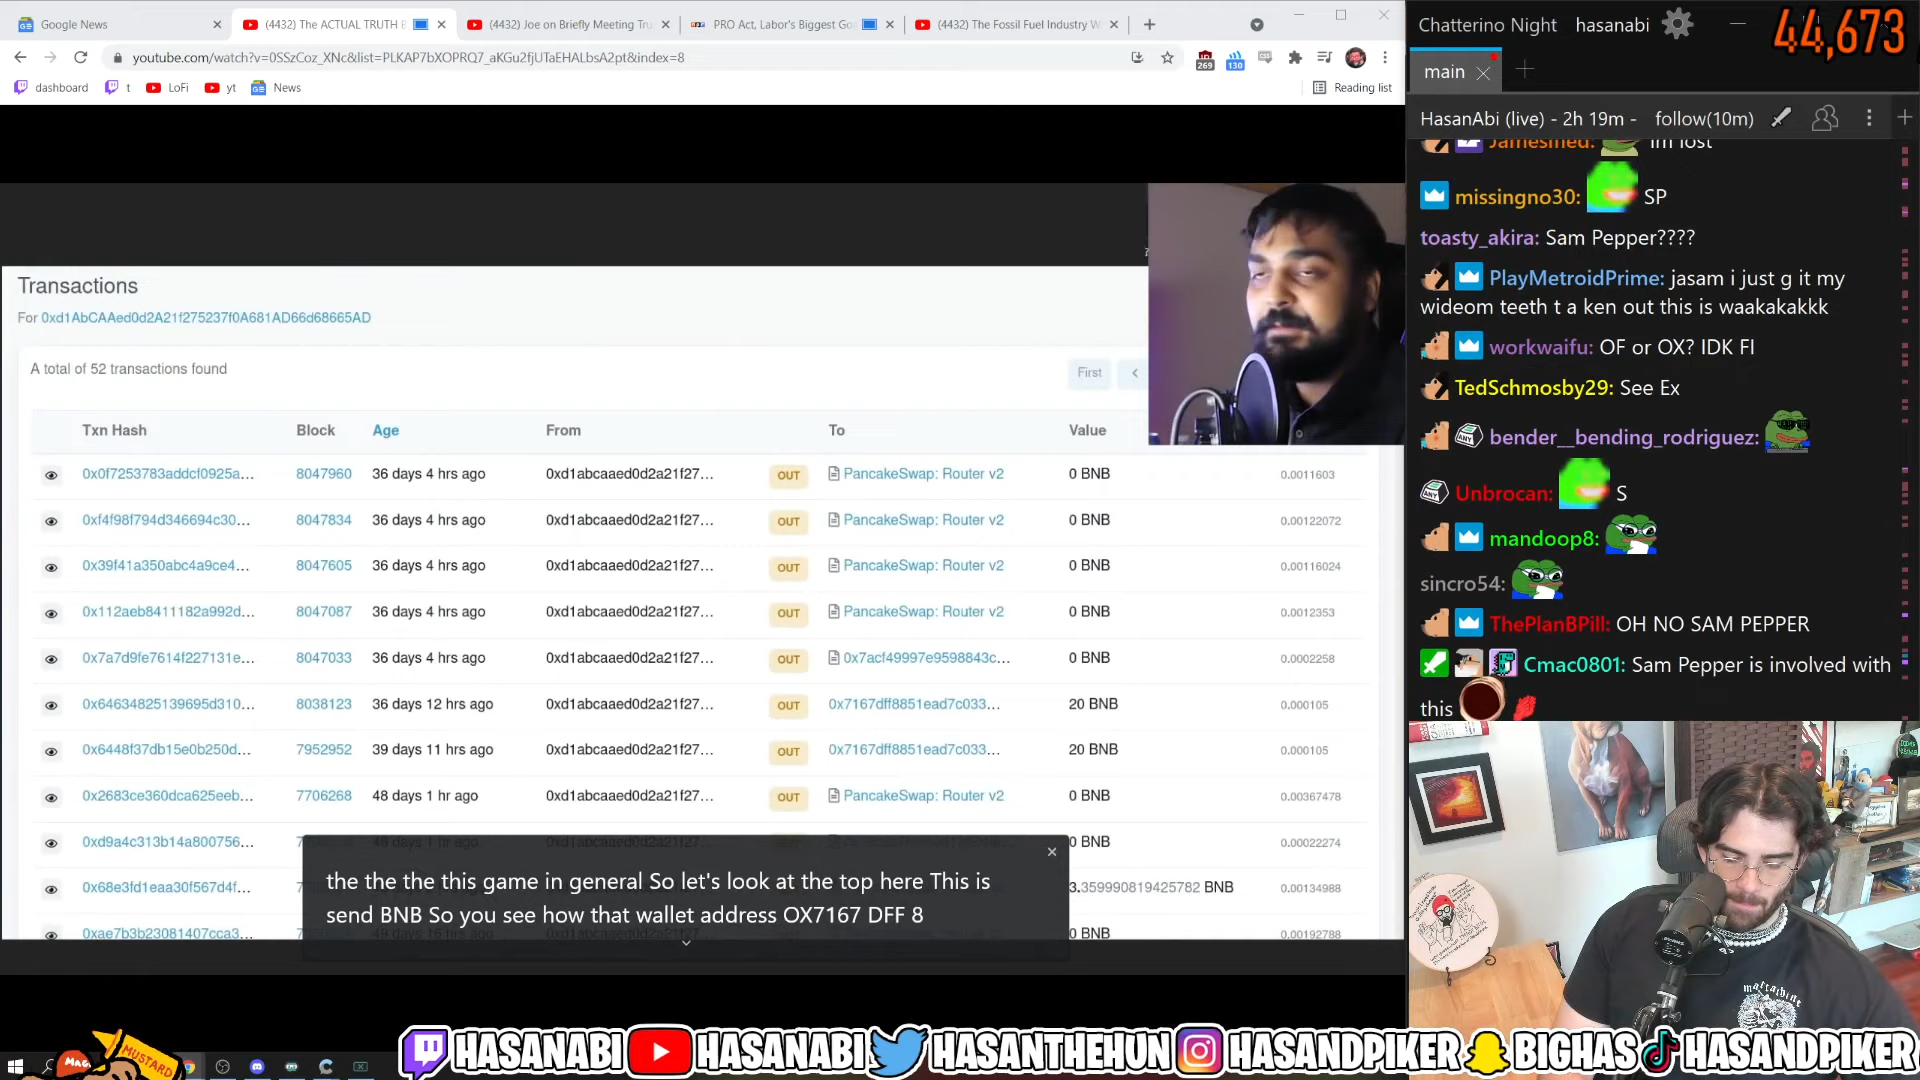 Google News
(4432) The ACTUAL TRUTH B
(4432) Joe on Briefly Meeting Tru
PRO Act, Labor's Biggest Go
(4432) The Fossil Fuel Industry W
youtube.com/watch?v=0SSzCoz_XNc&list=PLKAP7bXOPRQ7_aKGu2fjUTaEHALbsA2pt&index=8
269
130
dashboard
t
LoFi
yt
News
Reading list
Transactions
For 0xd1AbCAAed0d2A21f275237f0A681AD66d68665AD
A total of 52 transactions found
First
Txn Hash Block Age From To Value
0x0f7253783addcf0925a... 8047960 36 days 4 hrs ago 0xd1abcaaed0d2a21f27... OUT PancakeSwap: Router v2 0 BNB 0.0011603
0xf4f98f794d346694c30... 8047834 36 days 4 hrs ago 0xd1abcaaed0d2a21f27... OUT PancakeSwap: Router v2 0 BNB 0.00122072
0x39f41a350abc4a9ce4... 8047605 36 days 4 hrs ago 0xd1abcaaed0d2a21f27... OUT PancakeSwap: Router v2 0 BNB 0.00116024
0x112aeb8411182a992d... 8047087 36 days 4 hrs ago 0xd1abcaaed0d2a21f27... OUT PancakeSwap: Router v2 0 BNB 0.0012353
0x7a7d9fe7614f227131e... 8047033 36 days 4 hrs ago 0xd1abcaaed0d2a21f27... OUT 0x7acf49997e9598843c... 0 BNB 0.0002258
0x64634825139695d310... 8038123 36 days 12 hrs ago 0xd1abcaaed0d2a21f27... OUT 0x7167dff8851ead7c033... 20 BNB 0.000105
0x6448f37db15e0b250d... 7952952 39 days 11 hrs ago 0xd1abcaaed0d2a21f27... OUT 0x7167dff8851ead7c033... 20 BNB 0.000105
0x2683ce360dca625eeb... 7706268 48 days 1 hr ago 0xd1abcaaed0d2a21f27... OUT PancakeSwap: Router v2 0 BNB 0.00367478
0xd9a4c313b14a800756... 48 days 1 hr ago 0 BNB 0.00022274
0x68e3fd1eaa30f567d4f... 3.359990819425782 BNB 0.00134988
0xae7b3b23081407cca3... 0 BNB 0.00192788
the the the this game in general So let's look at the top here This is
send BNB So you see how that wallet address OX7167 DFF 8
Chatterino Night hasanabi
44,673
main
HasanAbi (live) - 2h 19m - follow(10m)
Jamesmed: im lost
missingno30: SP
toasty_akira: Sam Pepper????
PlayMetroidPrime: jasam i just g it my
wideom teeth t a ken out this is waakakakkk
workwaifu: OF or OX? IDK FI
TedSchmosby29: See Ex
bender__bending_rodriguez:
Unbrocan: S
mandoop8:
sincro54:
ThePlanBPill: OH NO SAM PEPPER
Cmac0801: Sam Pepper is involved with
this
MUSTARD
HASANABI HASANABI HASANTHEHUN HASANDPIKER BIGHAS HASANDPIKER